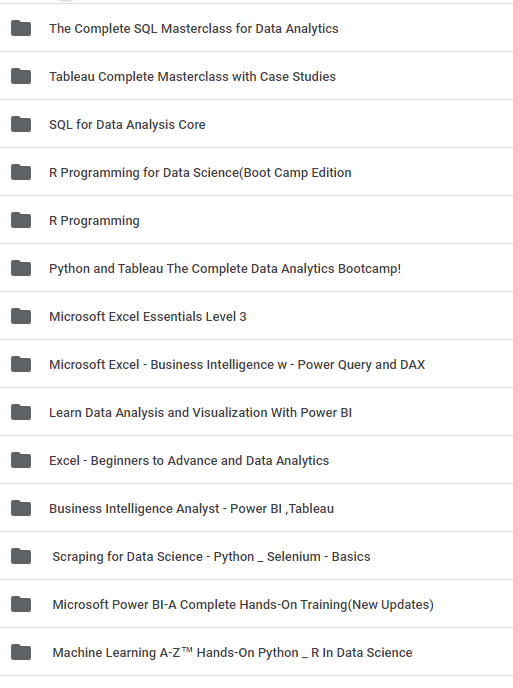 The Complete SQL Masterclass for Data Analytics
Tableau Complete Masterclass with Case Studies
SQL for Data Analysis Core
R Programming for Data Science(Boot Camp Edition
R Programming
Python and Tableau The Complete Data Analytics Bootcamp!
Microsoft Excel Essentials Level 3
Microsoft Excel - Business Intelligence w - Power Query and DAX
Learn Data Analysis and Visualization With Power BI
Excel - Beginners to Advance and Data Analytics
Business Intelligence Analyst - Power BI ,Tableau
Scraping for Data Science - Python _ Selenium - Basics
Microsoft Power BI-A Complete Hands-On Training(New Updates)
Machine Learning A-Z™ Hands-On Python _ R In Data Science